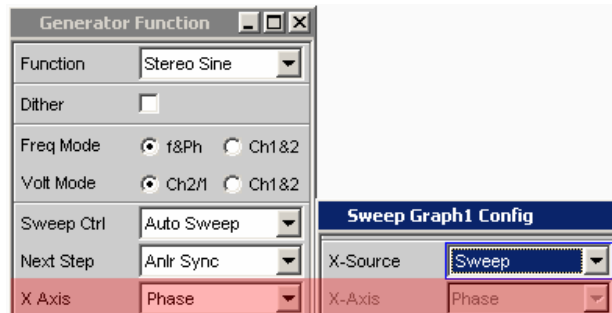 Generator Function
Function Stereo Sine
Dither
Freq Mode f&Ph Ch1&2
Volt Mode Ch2/1 Ch1&2
Sweep Ctrl Auto Sweep
Next Step Anlr Sync
X Axis Phase
Sweep Graph1 Config
X-Source Sweep
X-Axis Phase